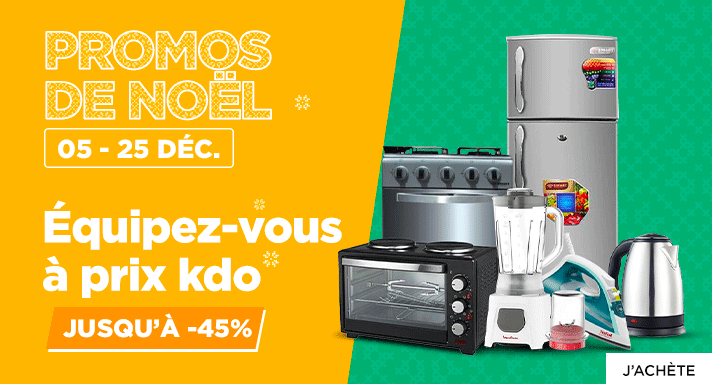 PROMOS
DE NOËL
05 - 25 DÉC.
Équipez-vous
à prix kdo
JUSQU'À -45%
J'ACHÈTE